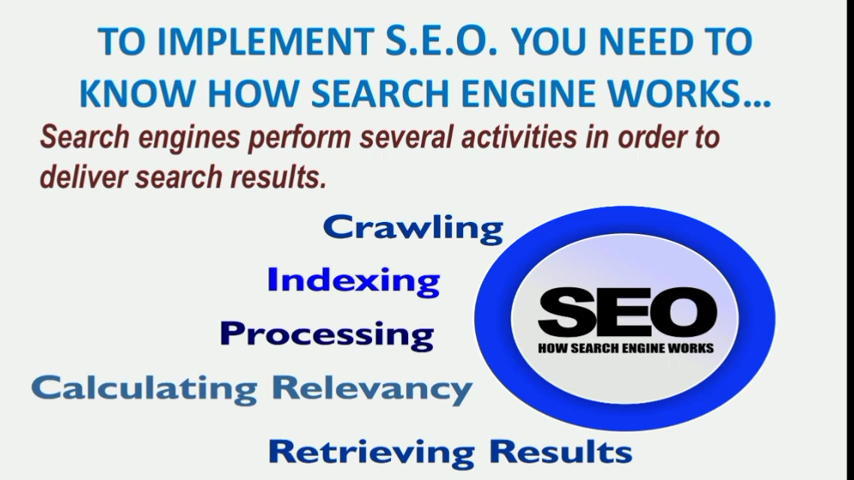 TO IMPLEMENT S.E.O. YOU NEED TO
KNOW HOW SEARCH ENGINE WORKS...
Search engines perform several activities in order to
deliver search results.
Crawling
Indexing
Processing
Calculating Relevancy
Retrieving Results
SEO
HOW SEARCH ENGINE WORKS